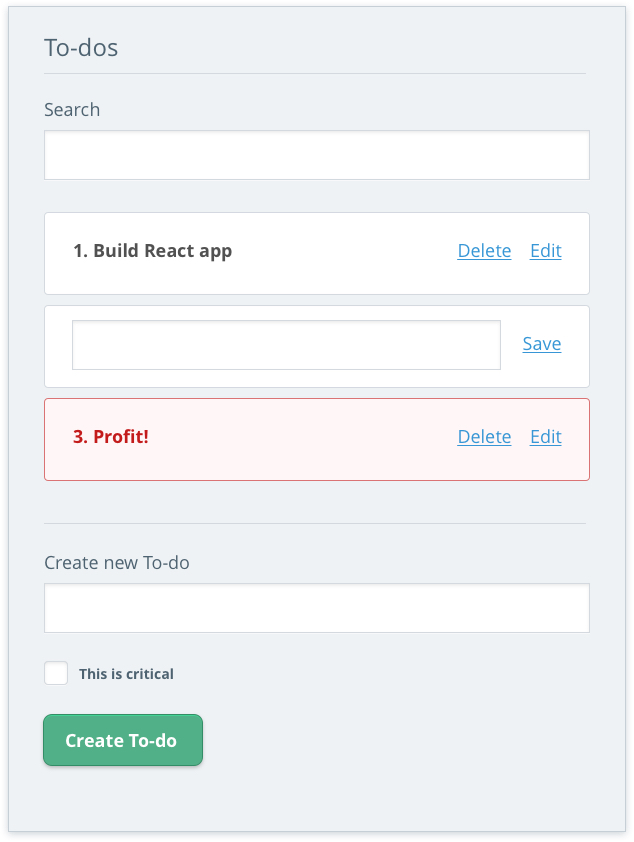 To-dos
Search
1. Build React app Delete Edit
Save
3. Profit! Delete Edit
Create new To-do
This is critical
Create To-do